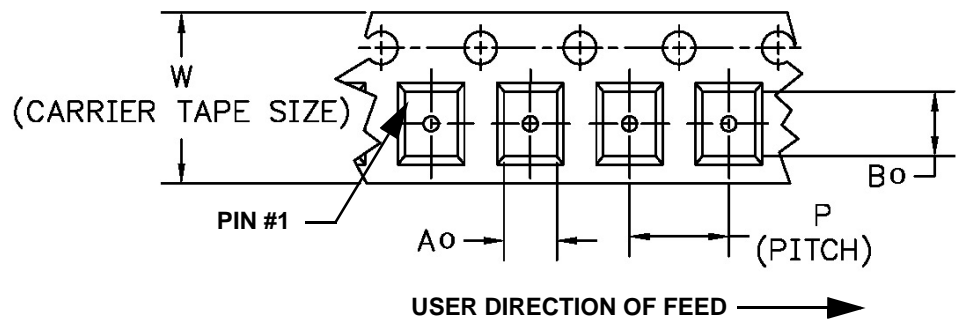 W
(CARRIER TAPE SIZE)
PIN #1
Ao
Bo
P
(PITCH)
USER DIRECTION OF FEED